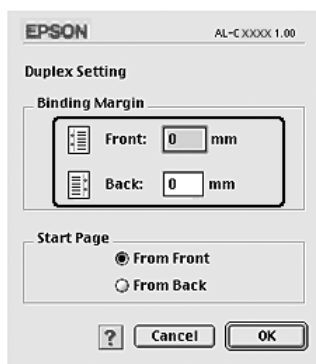 EPSON AL-C XXXX 1.00
Duplex Setting
Binding Margin
Front: 0 mm
Back: 0 mm
Start Page
From Front
From Back
? Cancel OK